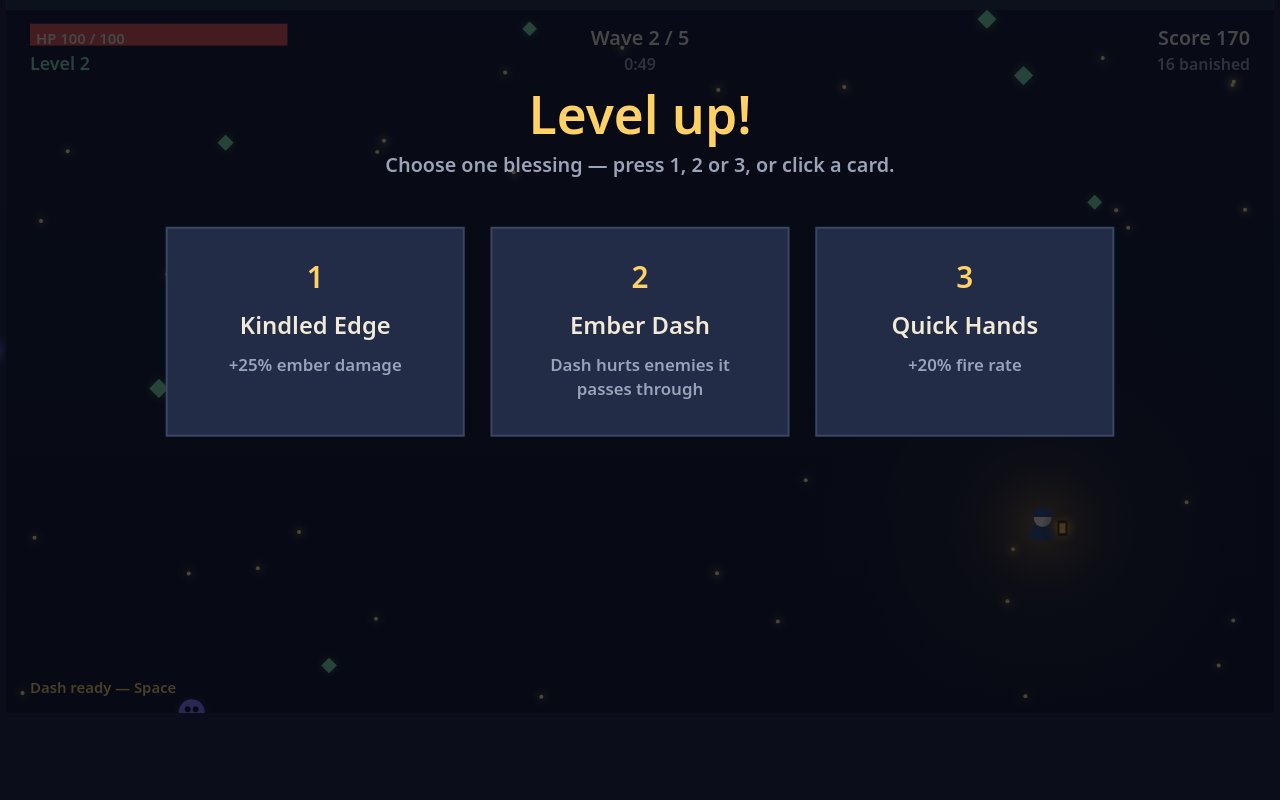 HP 100 / 100
Level 2
Wave 2 / 5
0:49
Score 170
16 banished
Level up!
Choose one blessing — press 1, 2 or 3, or click a card.
1
Kindled Edge
+25% ember damage
2
Ember Dash
Dash hurts enemies it
passes through
3
Quick Hands
+20% fire rate
Dash ready — Space